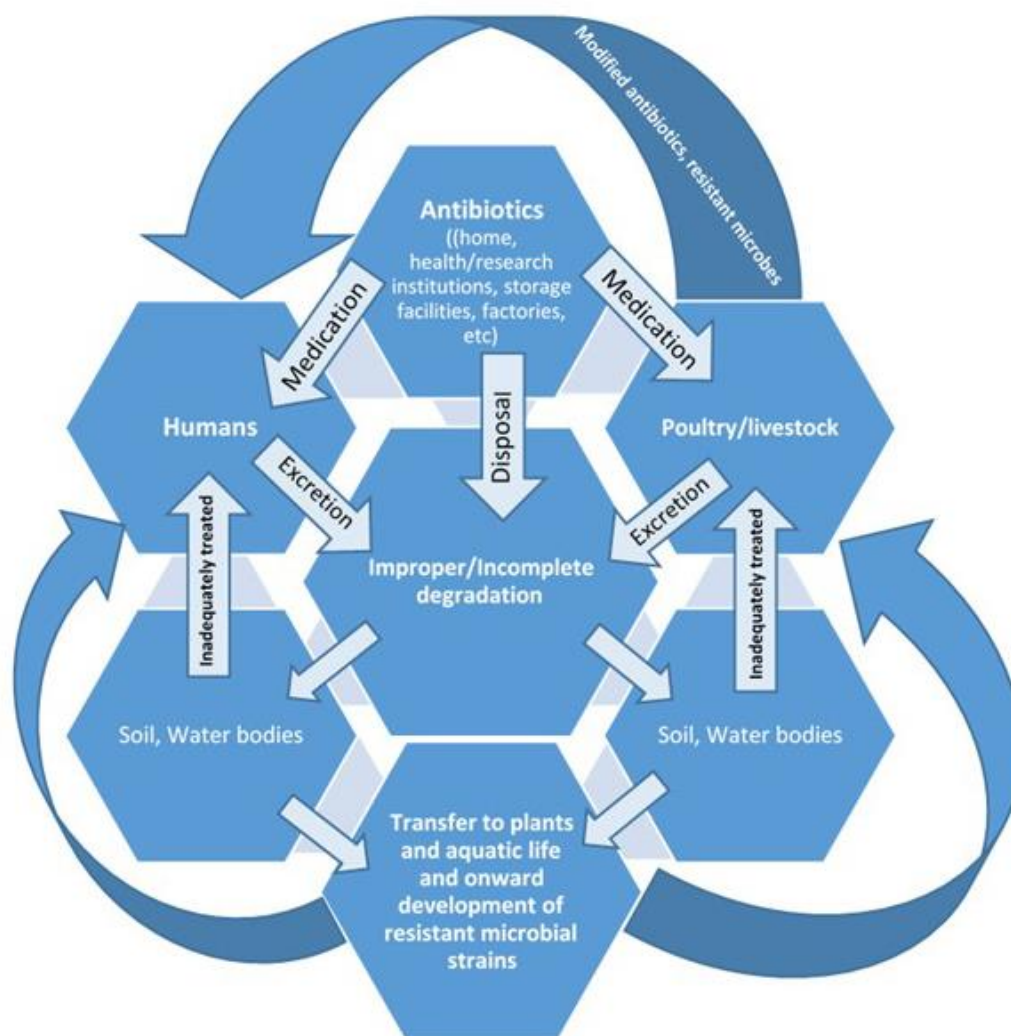 Modified antibiotics, resistant microbes
Antibiotics
((home,
health/research
institutions, storage
facilities, factories,
etc)
Medication
Medication
Disposal
Humans
Poultry/livestock
Excretion
Excretion
Inadequately treated
Inadequately treated
Improper/Incomplete
degradation
Soil, Water bodies
Soil, Water bodies
Transfer to plants
and aquatic life
and onward
development of
resistant microbial
strains